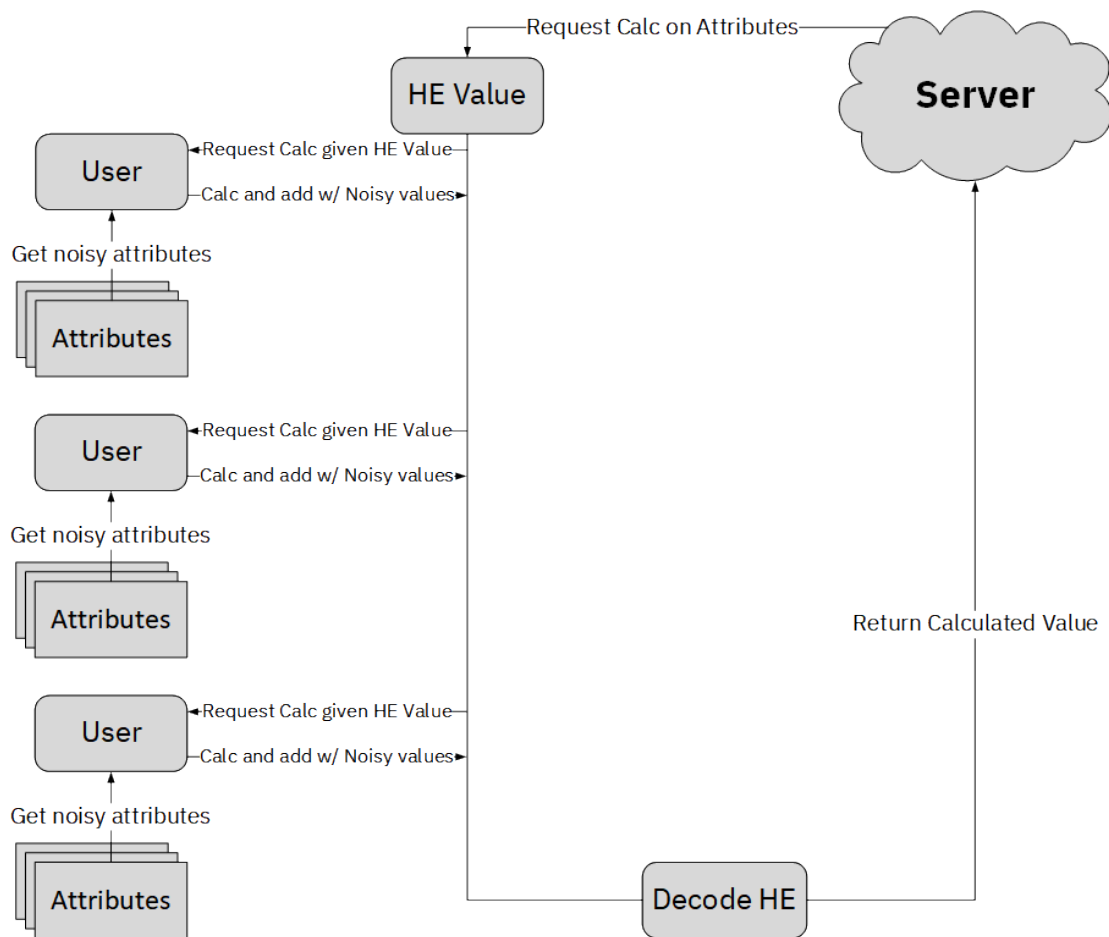 Request Calc on Attributes
HE Value
Server
Request Calc given HE Value
User
Calc and add w/ Noisy values
Get noisy attributes
Attributes
Request Calc given HE Value
User
Calc and add w/ Noisy values
Get noisy attributes
Attributes
Return Calculated Value
Request Calc given HE Value
User
Calc and add w/ Noisy values
Get noisy attributes
Attributes
Decode HE